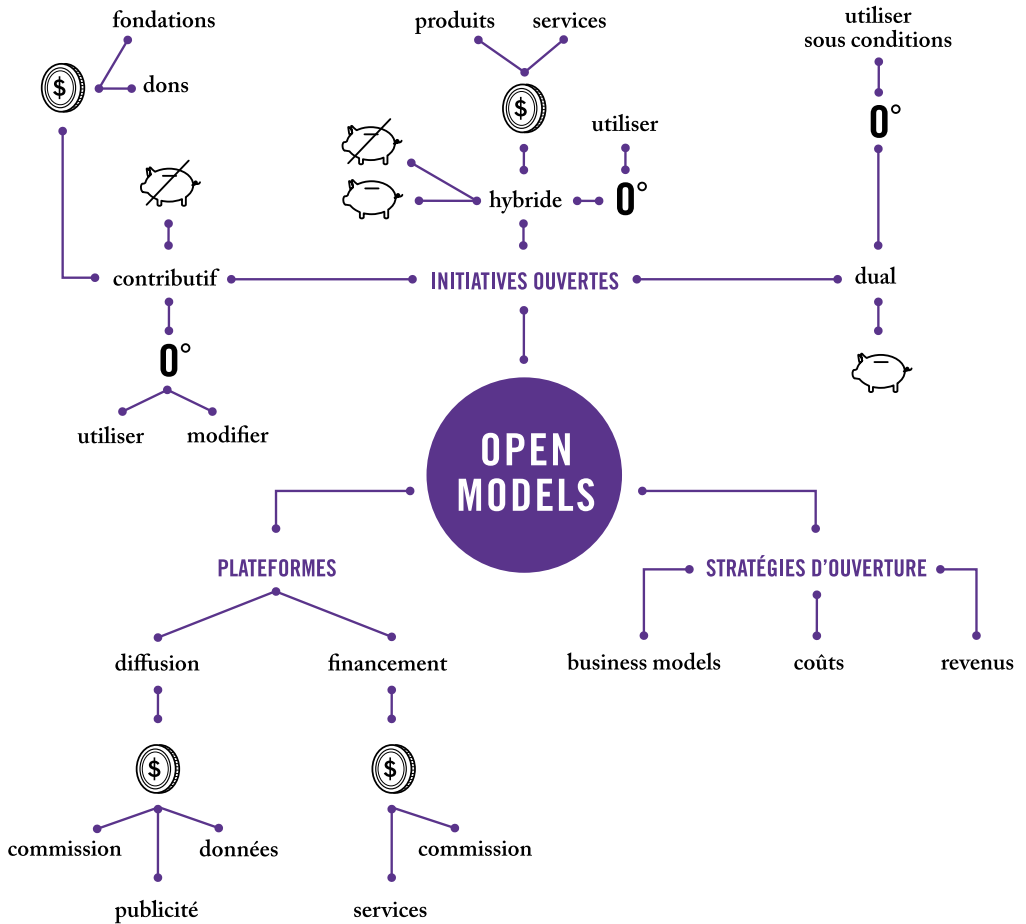 fondations
dons
$
produits
services
$
utiliser
0°
hybride
utiliser
sous conditions
0°
contributif
INITIATIVES OUVERTES
dual
0°
utiliser
modifier
OPEN
MODELS
PLATEFORMES
STRATÉGIES D'OUVERTURE
diffusion
financement
business models
coûts
revenus
$
$
commission
données
commission
publicité
services